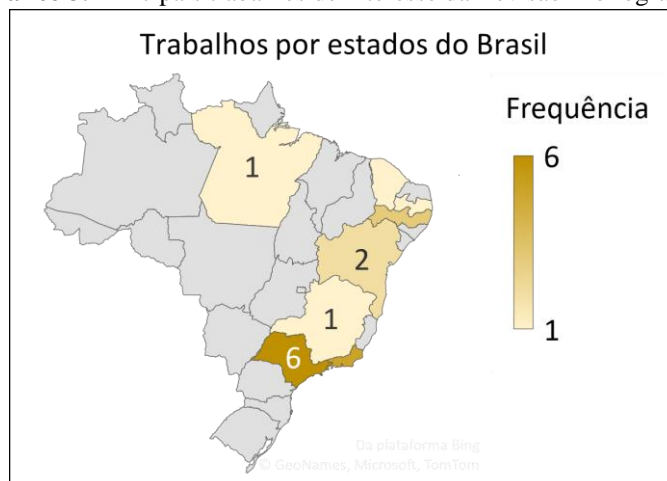 Trabalhos por estados do Brasil
Frequência
6
1
1
2
1
6
Da plataforma Bing
© GeoNames, Microsoft, TomTom